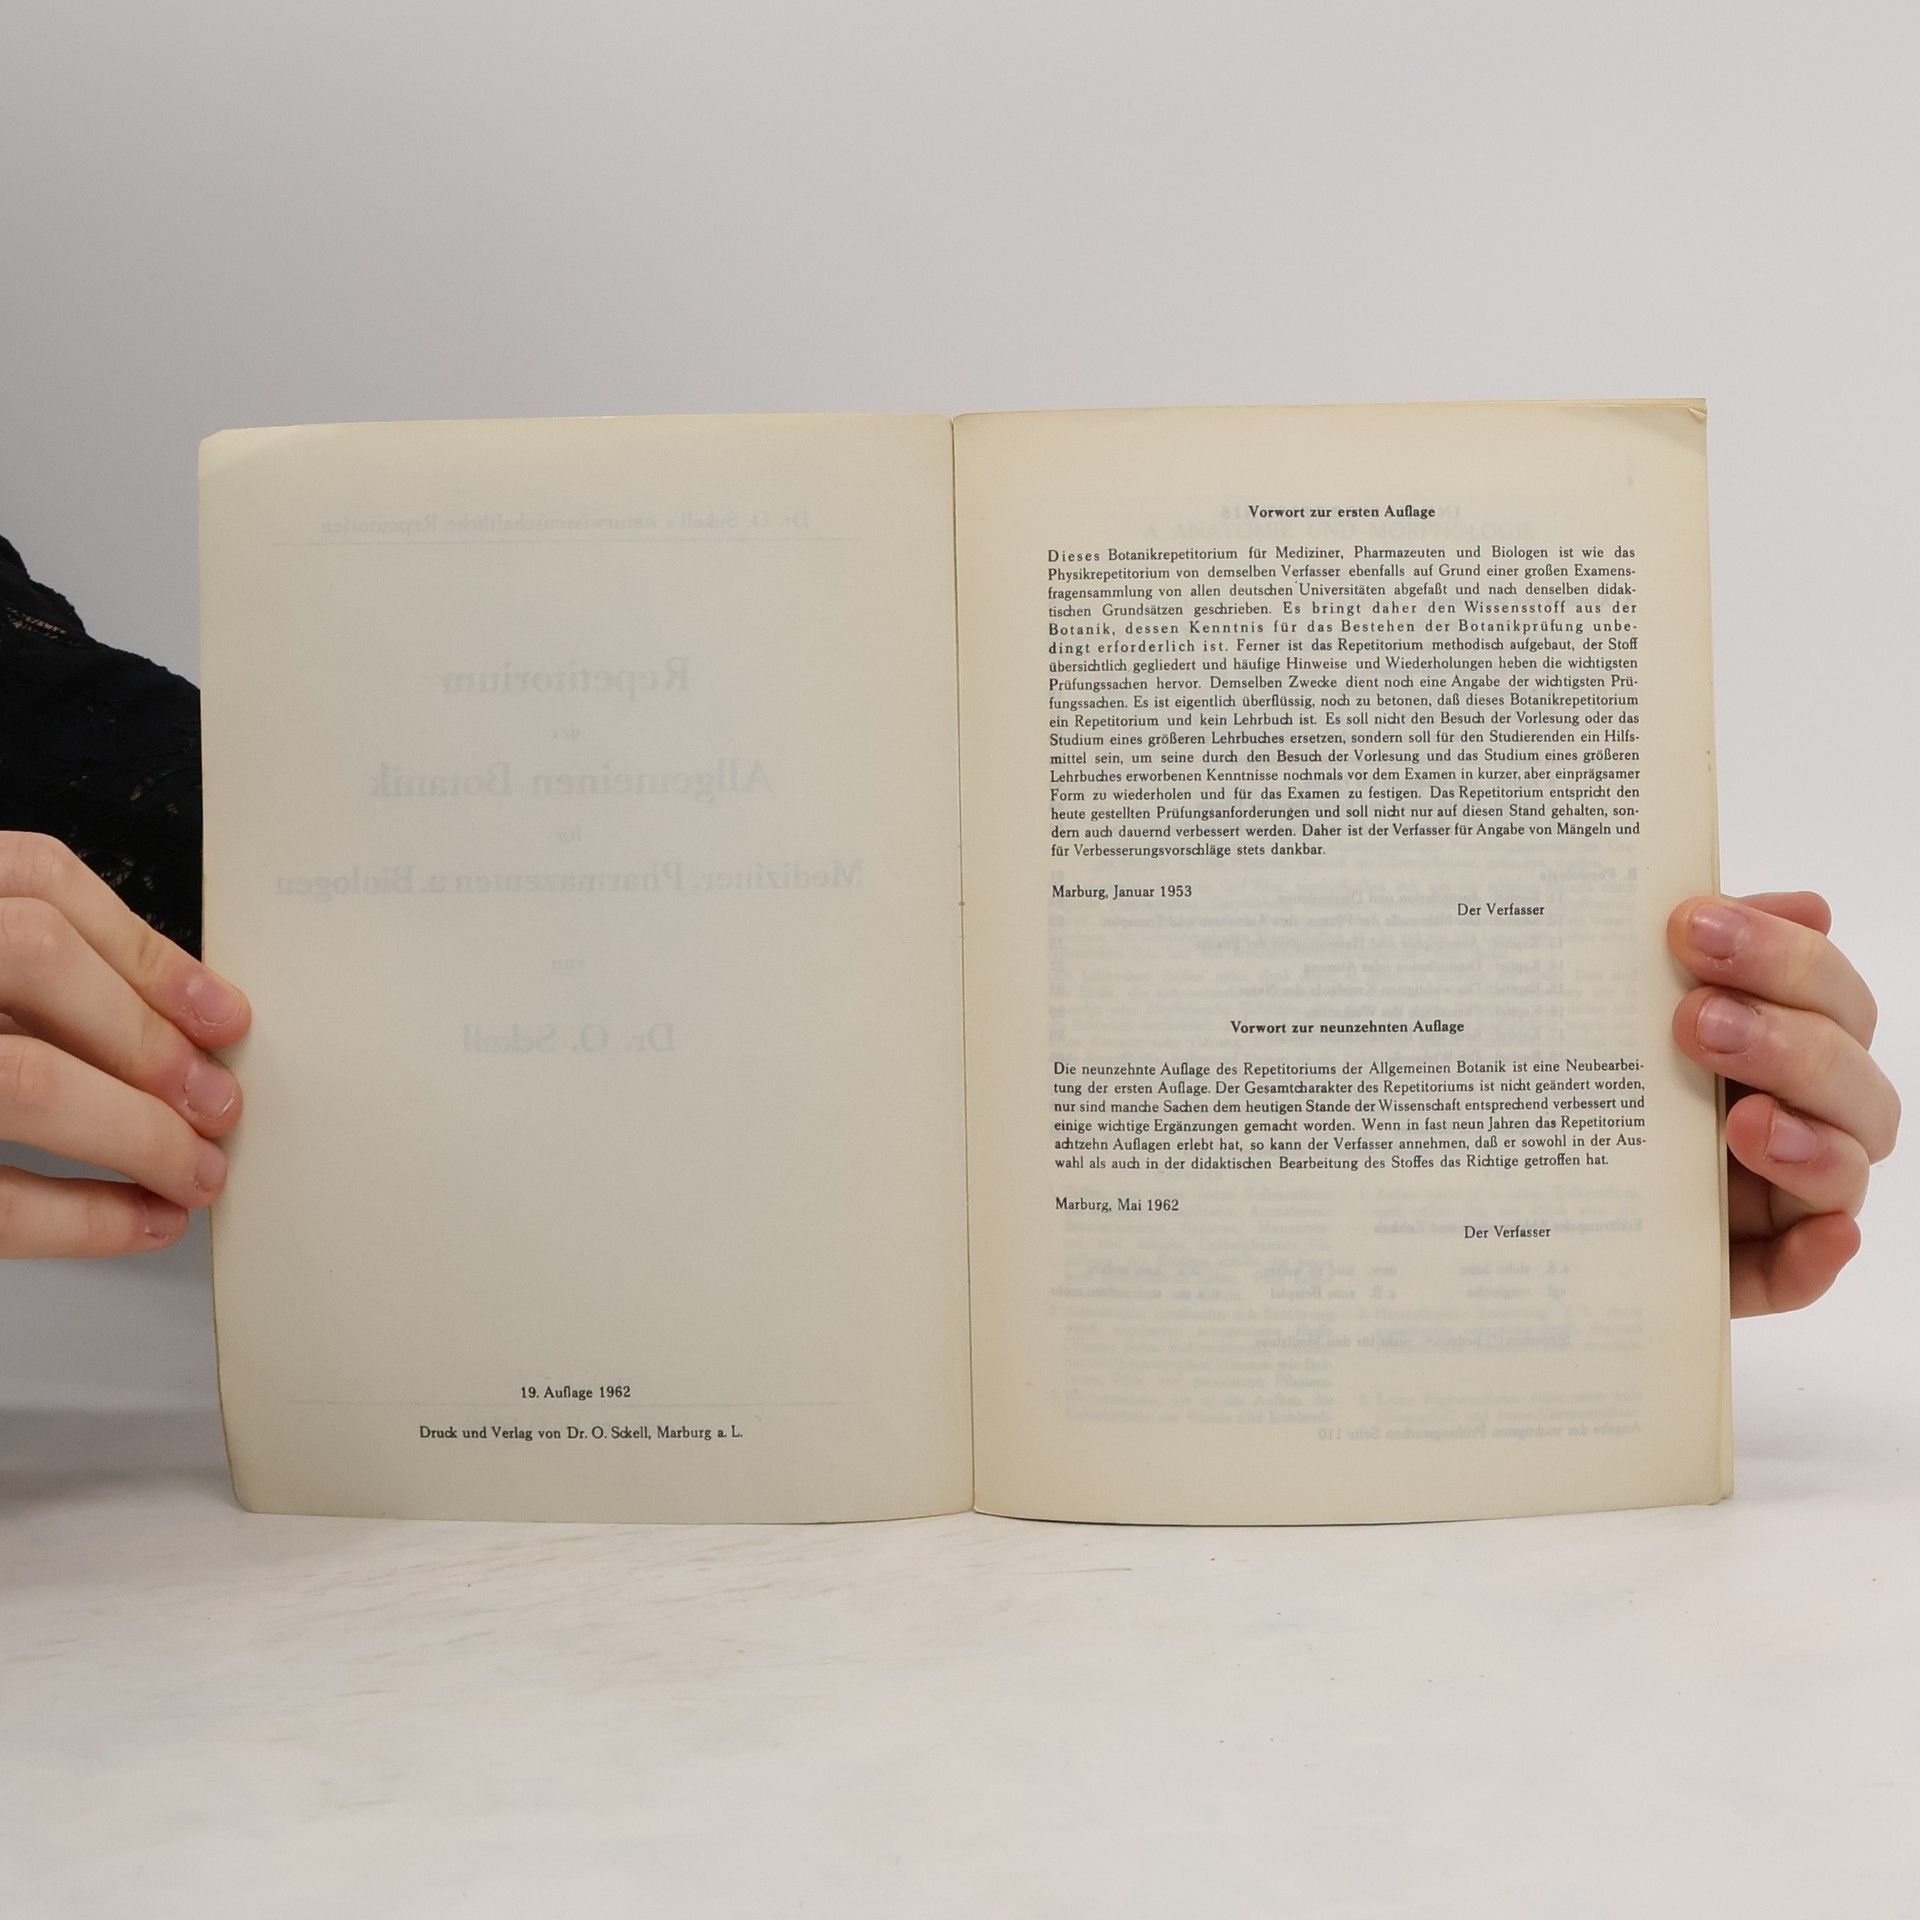 19. Auflage 1962
Druck und Verlag von Dr. O. Sckell, Marburg a. L.
Vorwort zur ersten Auflage
Dieses Botanikrepetitorium für Mediziner, Pharmazeuten und Biologen ist wie das
Physikrepetitorium von demselben Verfasser ebenfalls auf Grund einer großen Examens-
fragensammlung von allen deutschen Universitäten abgefaßt und nach denselben didak-
tischen Grundsätzen geschrieben. Es bringt daher den Wissensstoff aus der
Botanik, dessen Kenntnis für das Bestehen der Botanikprüfung unbe-
dingt erforderlich ist. Ferner ist das Repetitorium methodisch aufgebaut, der Stoff
übersichtlich gegliedert und häufige Hinweise und Wiederholungen heben die wichtigsten
Prüfungssachen hervor. Demselben Zwecke dient noch eine Angabe der wichtigsten Prü-
fungssachen. Es ist eigentlich überflüssig, noch zu betonen, daß dieses Botanikrepetitorium
ein Repetitorium und kein Lehrbuch ist. Es soll nicht den Besuch der Vorlesung oder das
Studium eines größeren Lehrbuches ersetzen, sondern soll für den Studierenden ein Hilfs-
mittel sein, um seine durch den Besuch der Vorlesung und das Studium eines größeren
Lehrbuches erworbenen Kenntnisse nochmals vor dem Examen in kurzer, aber einprägsamer
Form zu wiederholen und für das Examen zu festigen. Das Repetitorium entspricht den
heute gestellten Prüfungsanforderungen und soll nicht nur auf diesen Stand gehalten, son-
dern auch dauernd verbessert werden. Daher ist der Verfasser für Angabe von Mängeln und
für Verbesserungsvorschläge stets dankbar.
Marburg, Januar 1953
Der Verfasser
Vorwort zur neunzehnten Auflage
Die neunzehnte Auflage des Repetitoriums der Allgemeinen Botanik ist eine Neubearbei-
tung der ersten Auflage. Der Gesamtcharakter des Repetitoriums ist nicht geändert worden,
nur sind manche Sachen dem heutigen Stande der Wissenschaft entsprechend verbessert und
einige wichtige Ergänzungen gemacht worden. Wenn in fast neun Jahren das Repetitorium
achtzehn Auflagen erlebt hat, so kann der Verfasser annehmen, daß er sowohl in der Aus-
wahl als auch in der didaktischen Bearbeitung des Stoffes das Richtige getroffen hat.
Marburg, Mai 1962
Der Verfasser